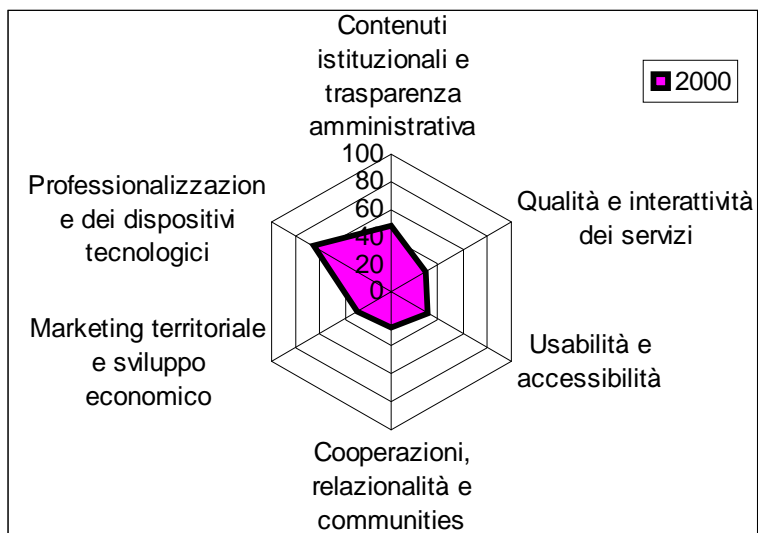 Contenuti
istituzionali e
trasparenza
amministrativa
2000
100
80
60
40
20
0
Qualità e interattività
dei servizi
Usabilità e
accessibilità
Cooperazioni,
relazionalità e
communities
Marketing territoriale
e sviluppo
economico
Professionalizzazion
e dei dispositivi
tecnologici